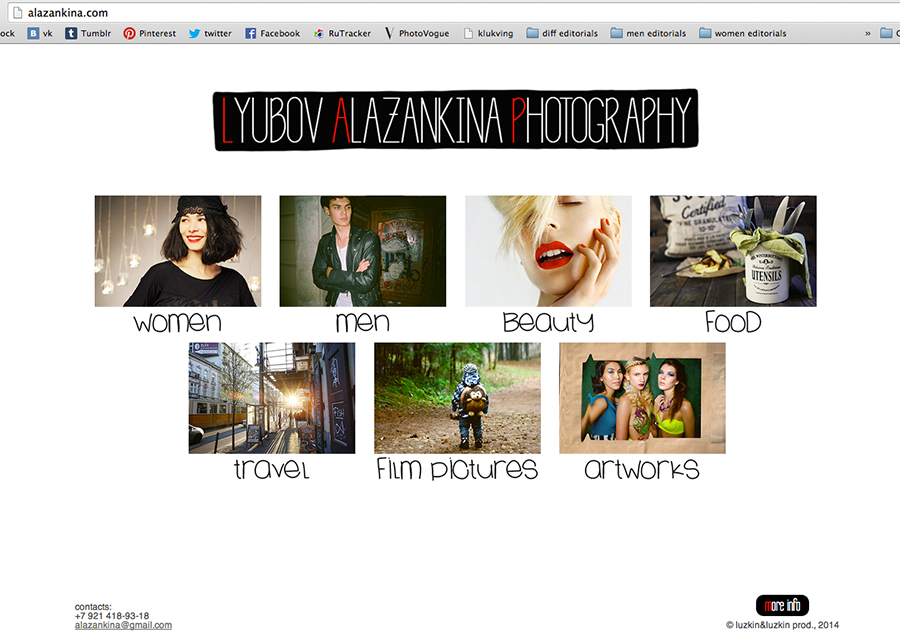 alazankina.com
ock vk Tumblr Pinterest twitter Facebook RuTracker PhotoVogue klukving diff editorials men editorials women editorials »
LYUBOV ALAZANKINA PHOTOGRAPHY
Certified
UTENSILS
women men Beauty Food
travel Film pictures artworks
contacts:
+7 921 418-93-18
alazankina@gmail.com
more info
© luzkin&luzkin prod., 2014